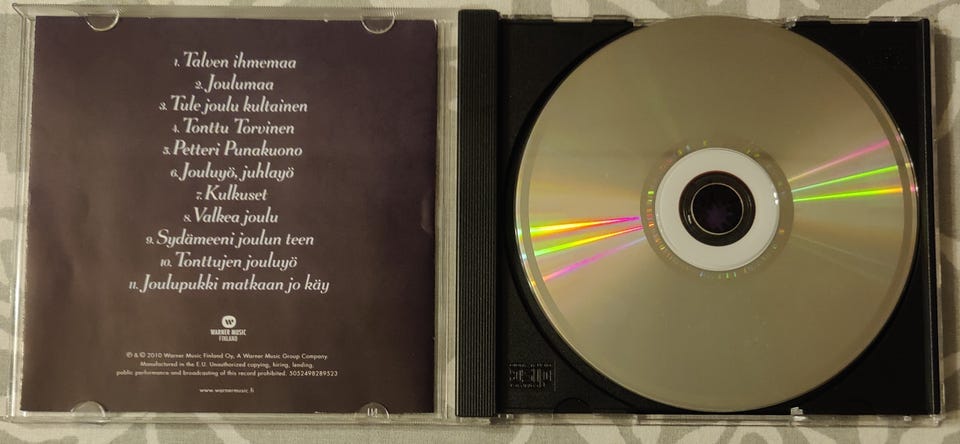 1. Talven ihmemaa
2. Joulumaa
3. Tule joulu kultainen
4. Tonttu Torvinen
5. Petteri Punakuono
6. Jouluyö, juhlayö
7. Kulkuset
8. Valkea joulu
9. Sydämeeni joulun teen
10. Tonttujen jouluyö
11. Joulupukki matkaan jo käy
WARNER MUSIC
FINLAND
℗ & © 2010 Warner Music Finland Oy, A Warner Music Group Company.
Manufactured in the E.U. Unauthorized copying, hiring, lending,
public performance and broadcasting of this record prohibited. 5052498289523
www.warnermusic.fi